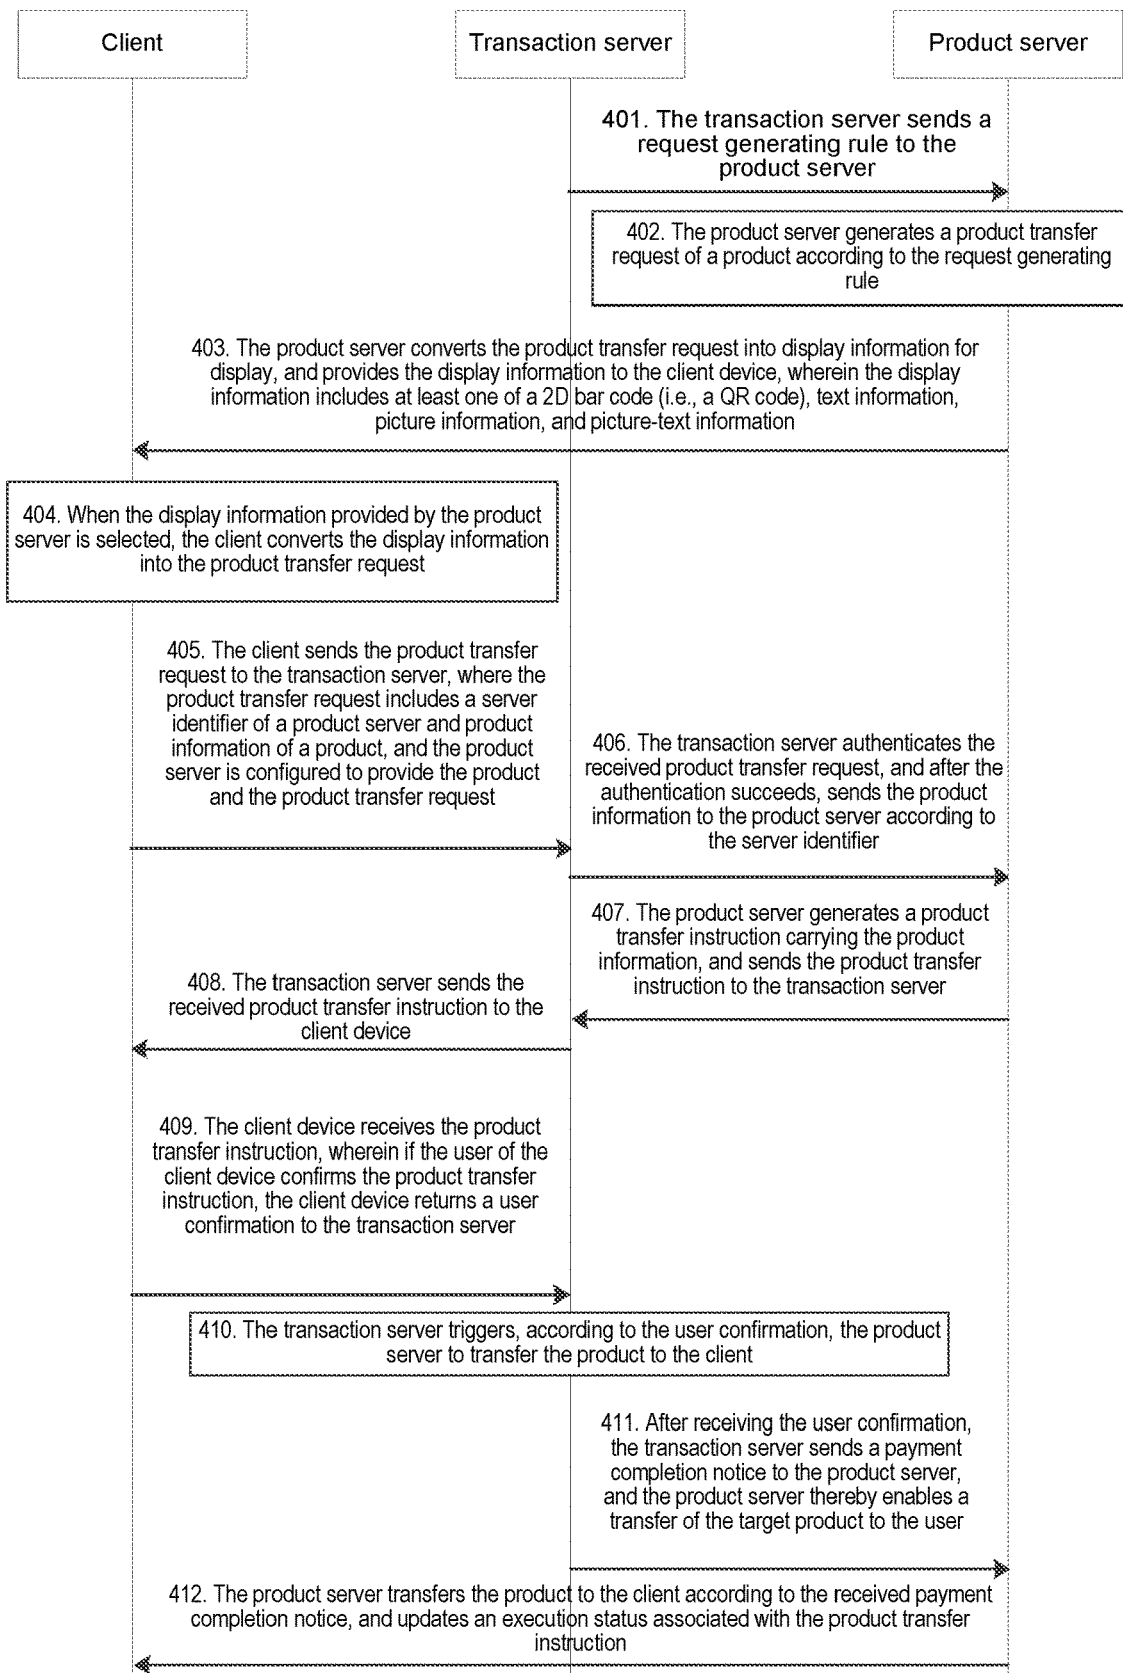 Client
Transaction server
Product server
401. The transaction server sends a
request generating rule to the
product server
402. The product server generates a product transfer
request of a product according to the request generating
rule
403. The product server converts the product transfer request into display information for
display, and provides the display information to the client device, wherein the display
information includes at least one of a 2D bar code (i.e., a QR code), text information,
picture information, and picture-text information
404. When the display information provided by the product
server is selected, the client converts the display information
into the product transfer request
405. The client sends the product transfer
request to the transaction server, where the
product transfer request includes a server
identifier of a product server and product
information of a product, and the product
server is configured to provide the product
and the product transfer request
406. The transaction server authenticates the
received product transfer request, and after the
authentication succeeds, sends the product
information to the product server according to
the server identifier
407. The product server generates a product
transfer instruction carrying the product
information, and sends the product transfer
instruction to the transaction server
408. The transaction server sends the
received product transfer instruction to the
client device
409. The client device receives the product
transfer instruction, wherein if the user of the
client device confirms the product transfer
instruction, the client device returns a user
confirmation to the transaction server
410. The transaction server triggers, according to the user confirmation, the product
server to transfer the product to the client
411. After receiving the user confirmation,
the transaction server sends a payment
completion notice to the product server,
and the product server thereby enables a
transfer of the target product to the user
412. The product server transfers the product to the client according to the received payment
completion notice, and updates an execution status associated with the product transfer
instruction